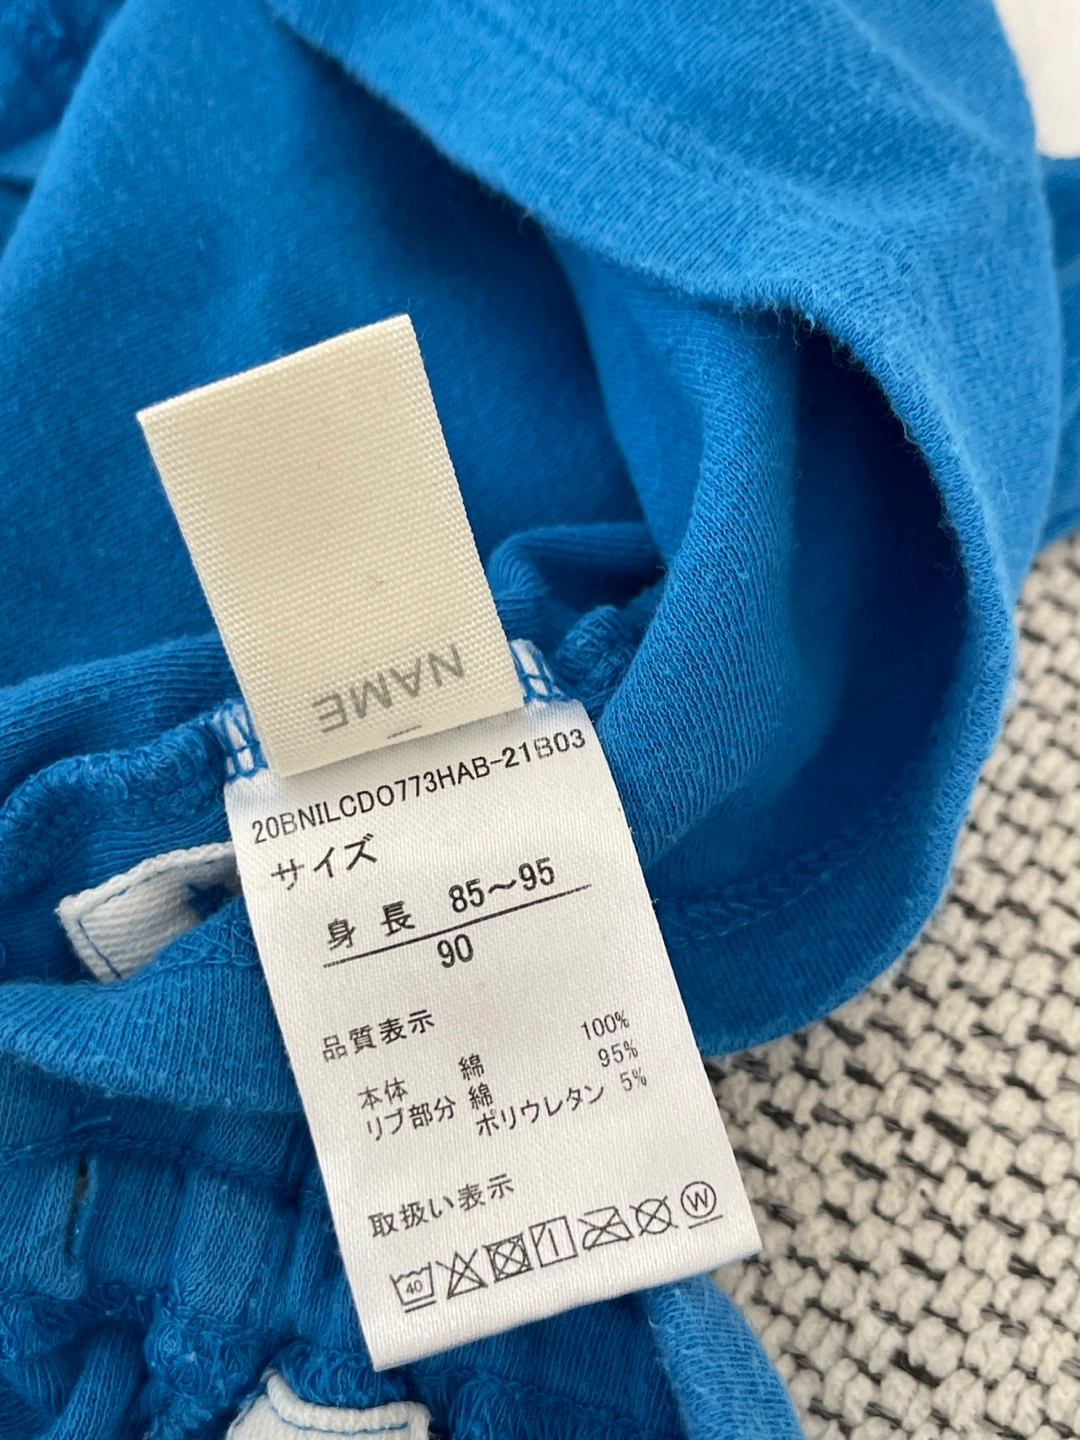 NAME
20BNILCDO773HAB-21B03
サイズ
身 長 85～95
90
品質表示
本体 綿 100%
リブ部分 綿 95%
ポリウレタン 5%
取扱い表示
40 W